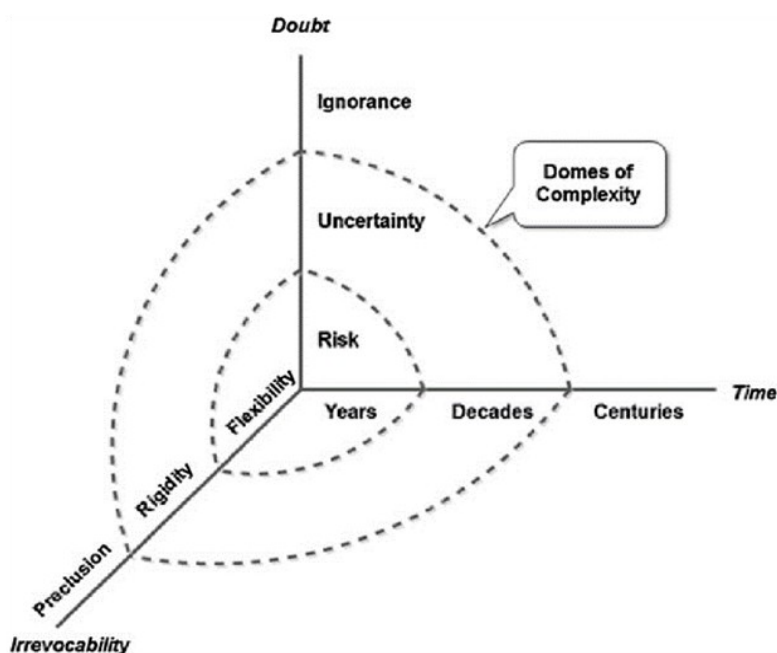 Doubt
Ignorance
Domes of
Complexity
Uncertainty
Risk
Flexibility
Time
Years
Decades
Centuries
Rigidity
Preclusion
Irrevocability